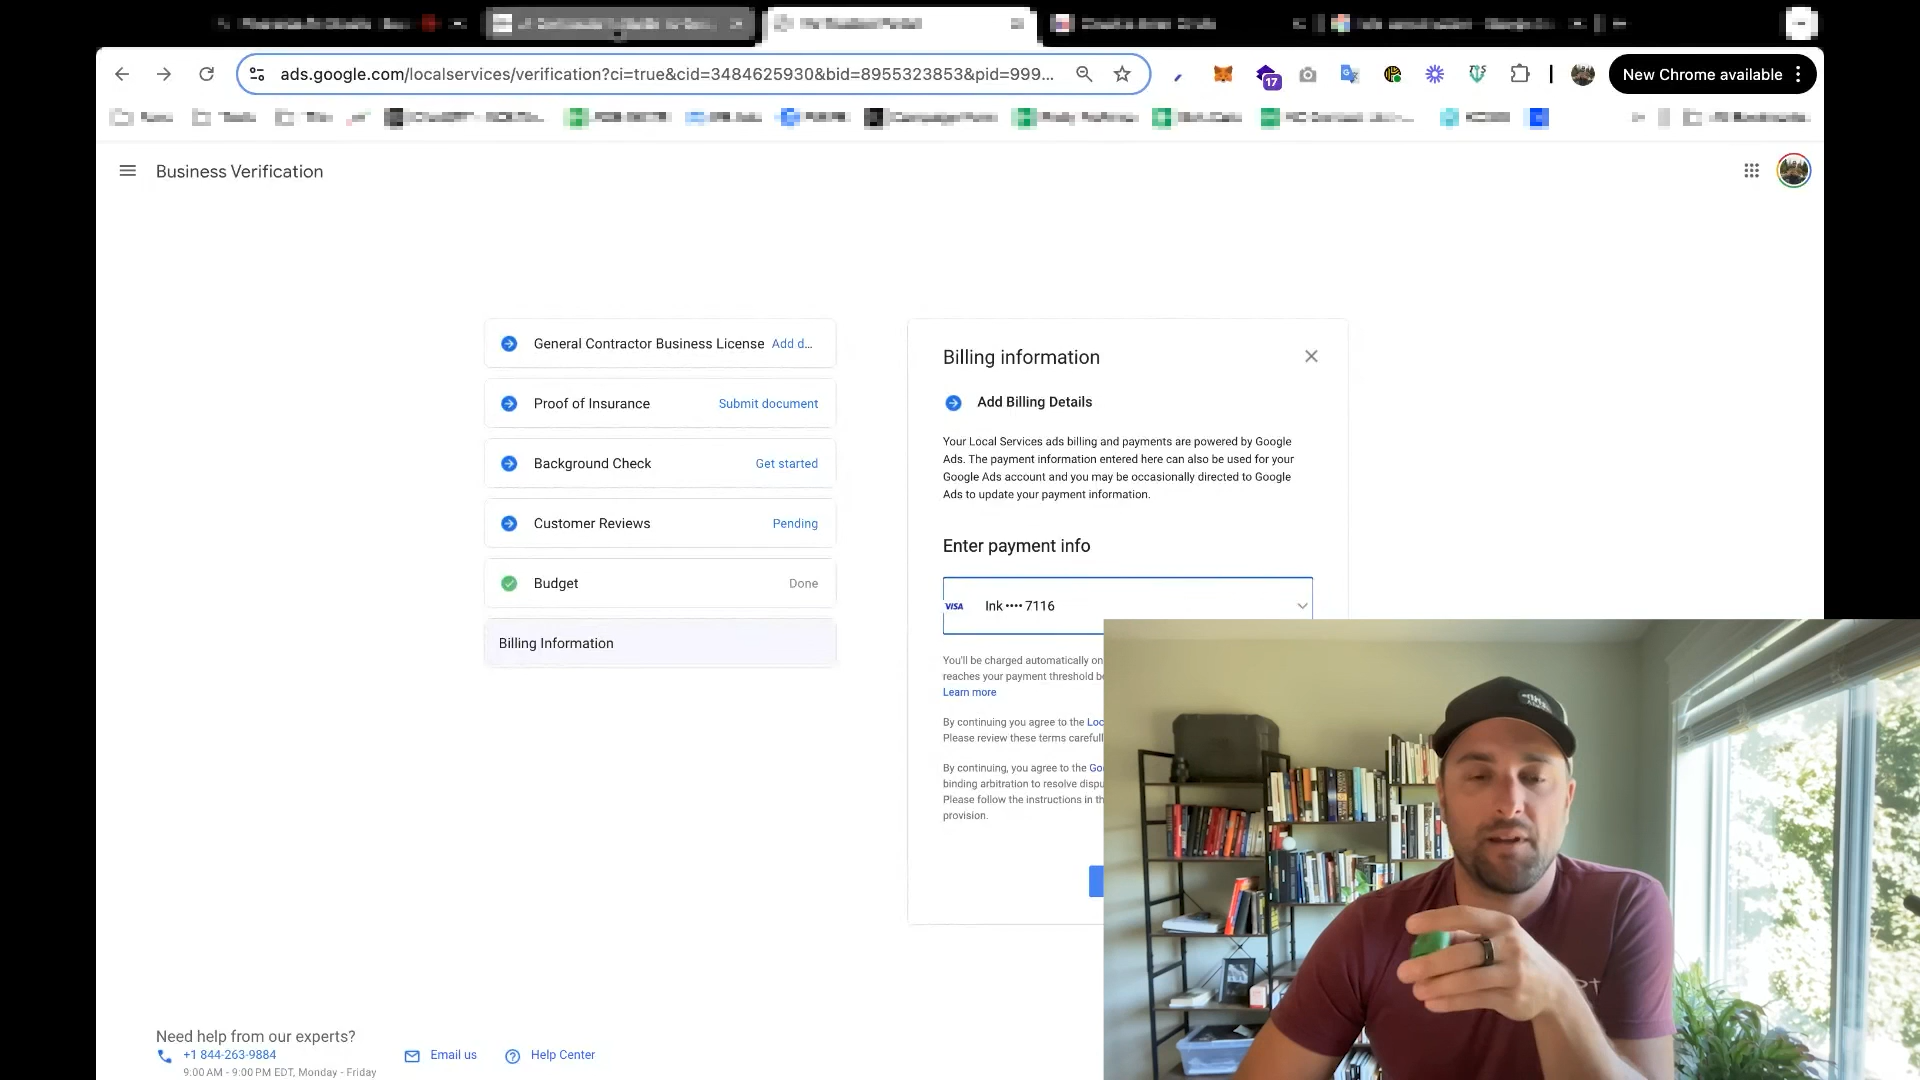 ads.google.com/localservices/verification?ci=true&cid=3484625930&bid=8955323853&pid=999...
17
New Chrome available
Business Verification
General Contractor Business License Add d...
Proof of Insurance Submit document
Background Check Get started
Customer Reviews Pending
Budget Done
Billing Information
Billing information
Add Billing Details
Your Local Services ads billing and payments are powered by Google
Ads. The payment information entered here can also be used for your
Google Ads account and you may be occasionally directed to Google
Ads to update your payment information.
Enter payment info
VISA Ink •••• 7116
You'll be charged automatically on
reaches your payment threshold be
Learn more
By continuing you agree to the Loc
Please review these terms carefull
By continuing, you agree to the Go
binding arbitration to resolve dispu
Please follow the instructions in th
provision.
Need help from our experts?
+1 844-263-9884
9:00 AM - 9:00 PM EDT, Monday - Friday
Email us
Help Center